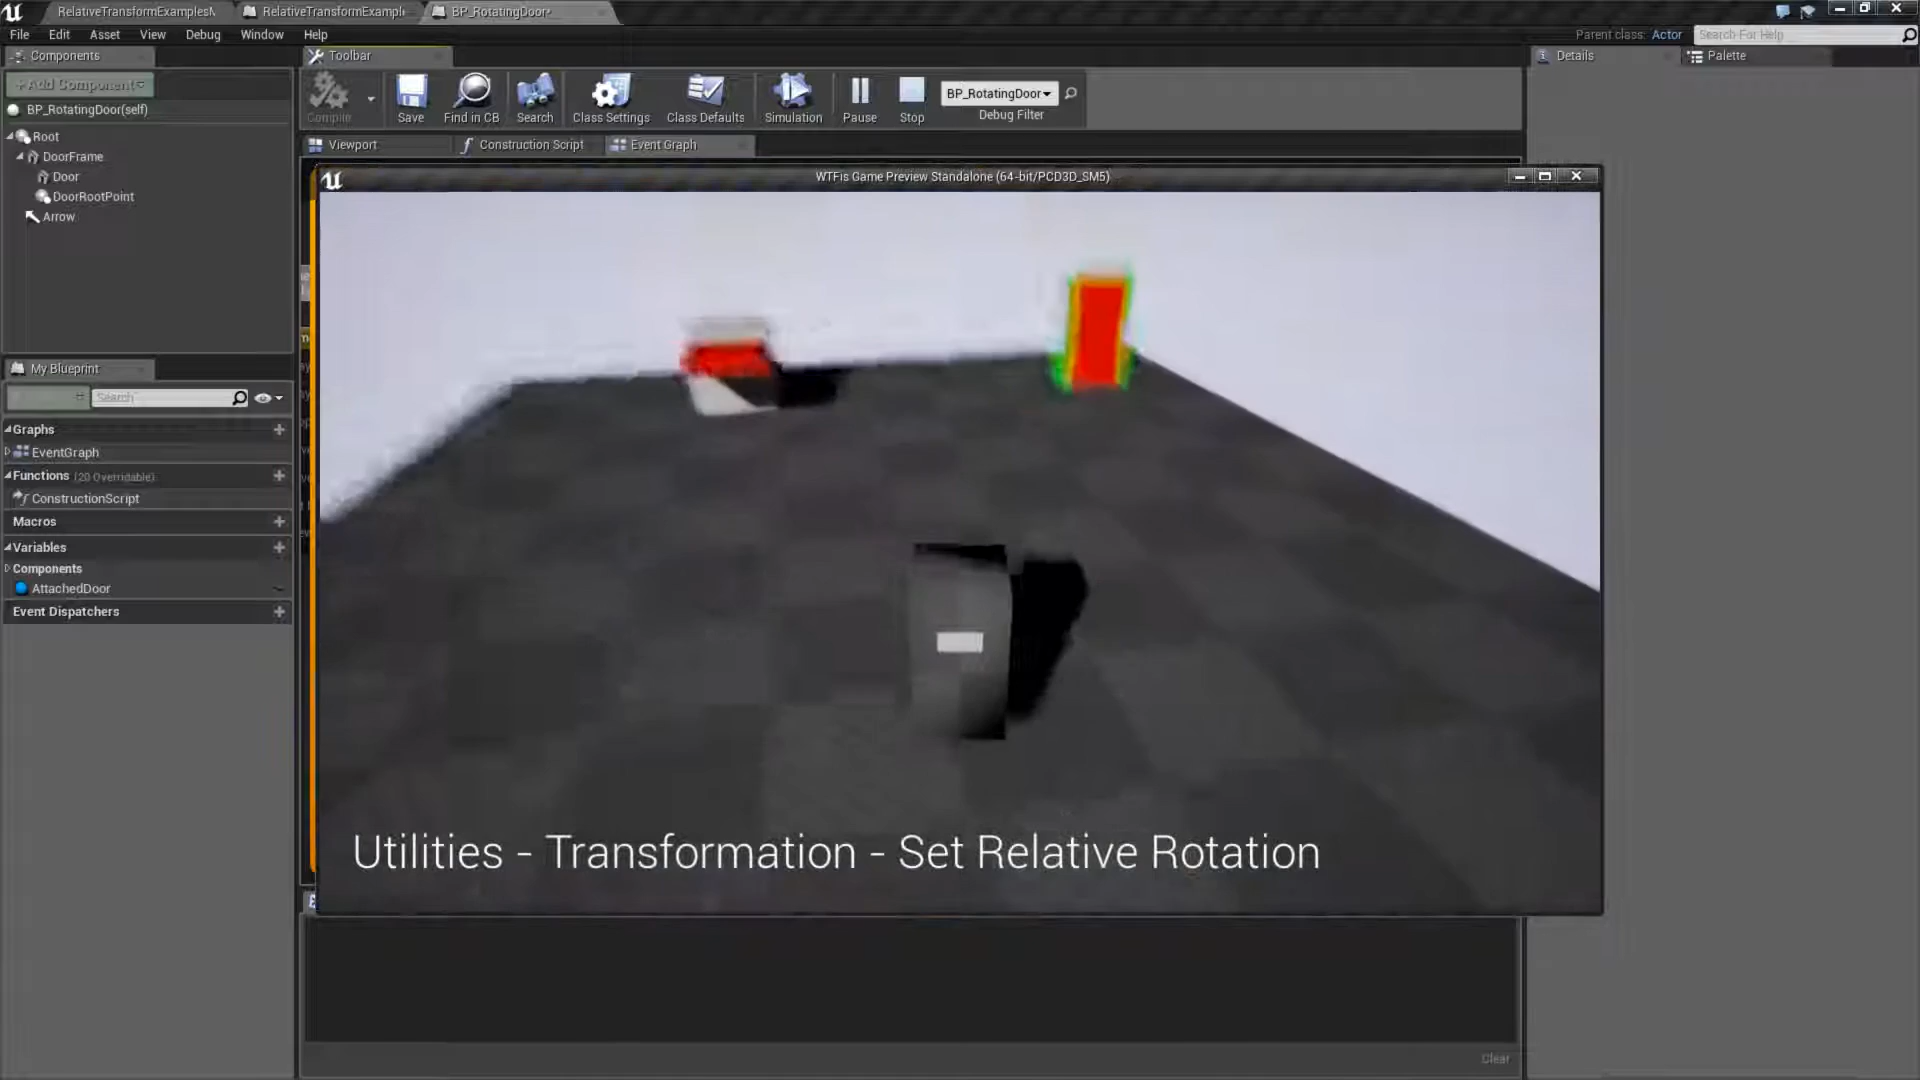 RelativeTransformExamplesM
RelativeTransformExampl
BP_RotatingDoor*
File Edit Asset View Debug Window Help
Parent class: Actor
Search For Help
Components
Toolbar
Details
Palette
+Add Component
BP_RotatingDoor(self)
Root
DoorFrame
Door
DoorRootPoint
Arrow
Compile
Save
Find in CB
Search
Class Settings
Class Defaults
Simulation
Pause
Stop
BP_RotatingDoor
Debug Filter
Viewport
Construction Script
Event Graph
WTFis Game Preview Standalone (64-bit/PCD3D_SM5)
My Blueprint
Search
Graphs
EventGraph
Functions (20 Overridable)
ConstructionScript
Macros
Variables
Components
AttachedDoor
Event Dispatchers
Utilities - Transformation - Set Relative Rotation
Clear